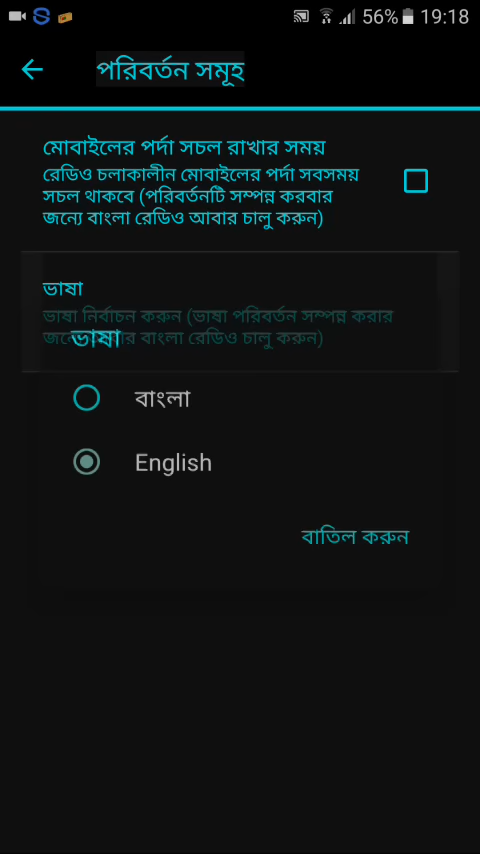 56% 19:18
পরিবর্তন সমূহ
মোবাইলের পর্দা সচল রাখার সময়
রেডিও চলাকালীন মোবাইলের পর্দা সবসময়
সচল থাকবে (পরিবর্তনটি সম্পন্ন করবার
জন্যে বাংলা রেডিও আবার চালু করুন)
ভাষা
ভাষা নির্বাচন করুন (ভাষা পরিবর্তন সম্পন্ন করার
বাংলা রেডিও চালু করুন)
ভাষা
বাংলা
English
বাতিল করুন